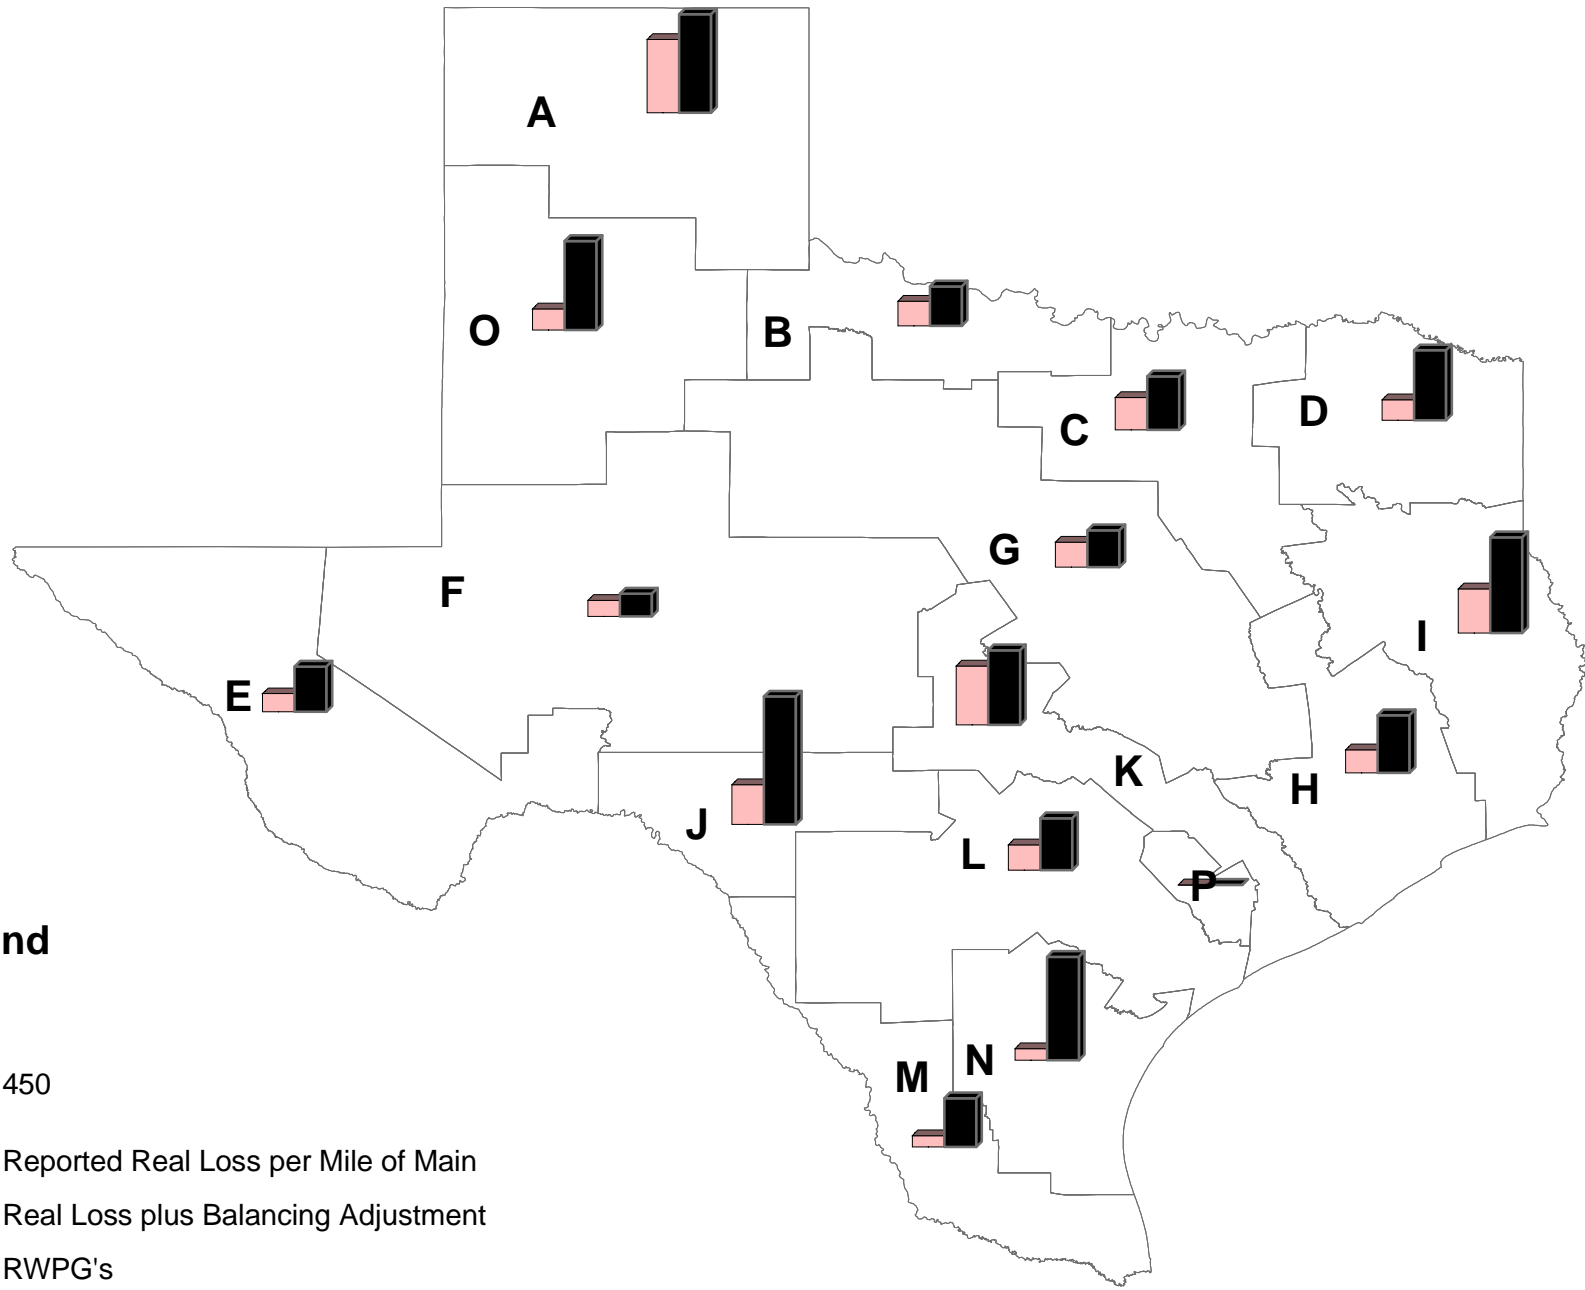 A
O
B
C
D
G
F
I
E
K
H
J
L
P
nd
N
M
450
Reported Real Loss per Mile of Main
Real Loss plus Balancing Adjustment
RWPG's